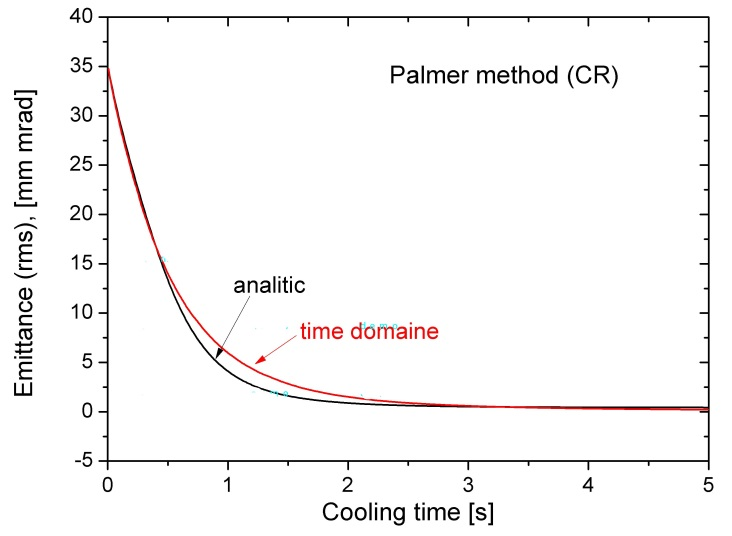 40
35
30
25
20
15
10
5
0
-5
Emittance (rms), [mm mrad]
Palmer method (CR)
analitic
time domaine
0 1 2 3 4 5
Cooling time [s]